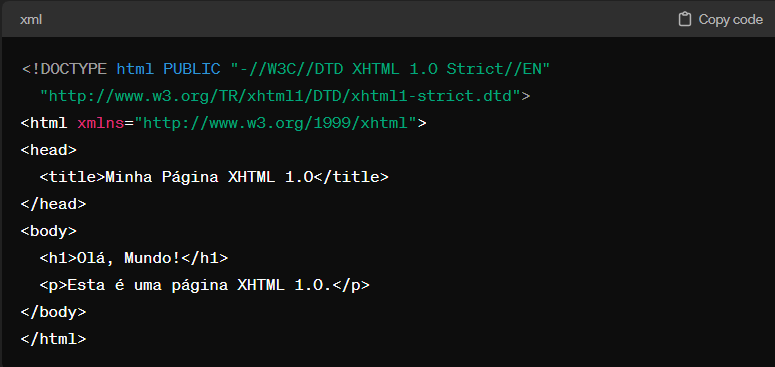 xml
Copy code
<!DOCTYPE html PUBLIC "-//W3C//DTD XHTML 1.0 Strict//EN"
"http://www.w3.org/TR/xhtml1/DTD/xhtml1-strict.dtd">
<html xmlns="http://www.w3.org/1999/xhtml">
<head>
<title>Minha Página XHTML 1.0</title>
</head>
<body>
<h1>Olá, Mundo!</h1>
<p>Esta é uma página XHTML 1.0.</p>
</body>
</html>